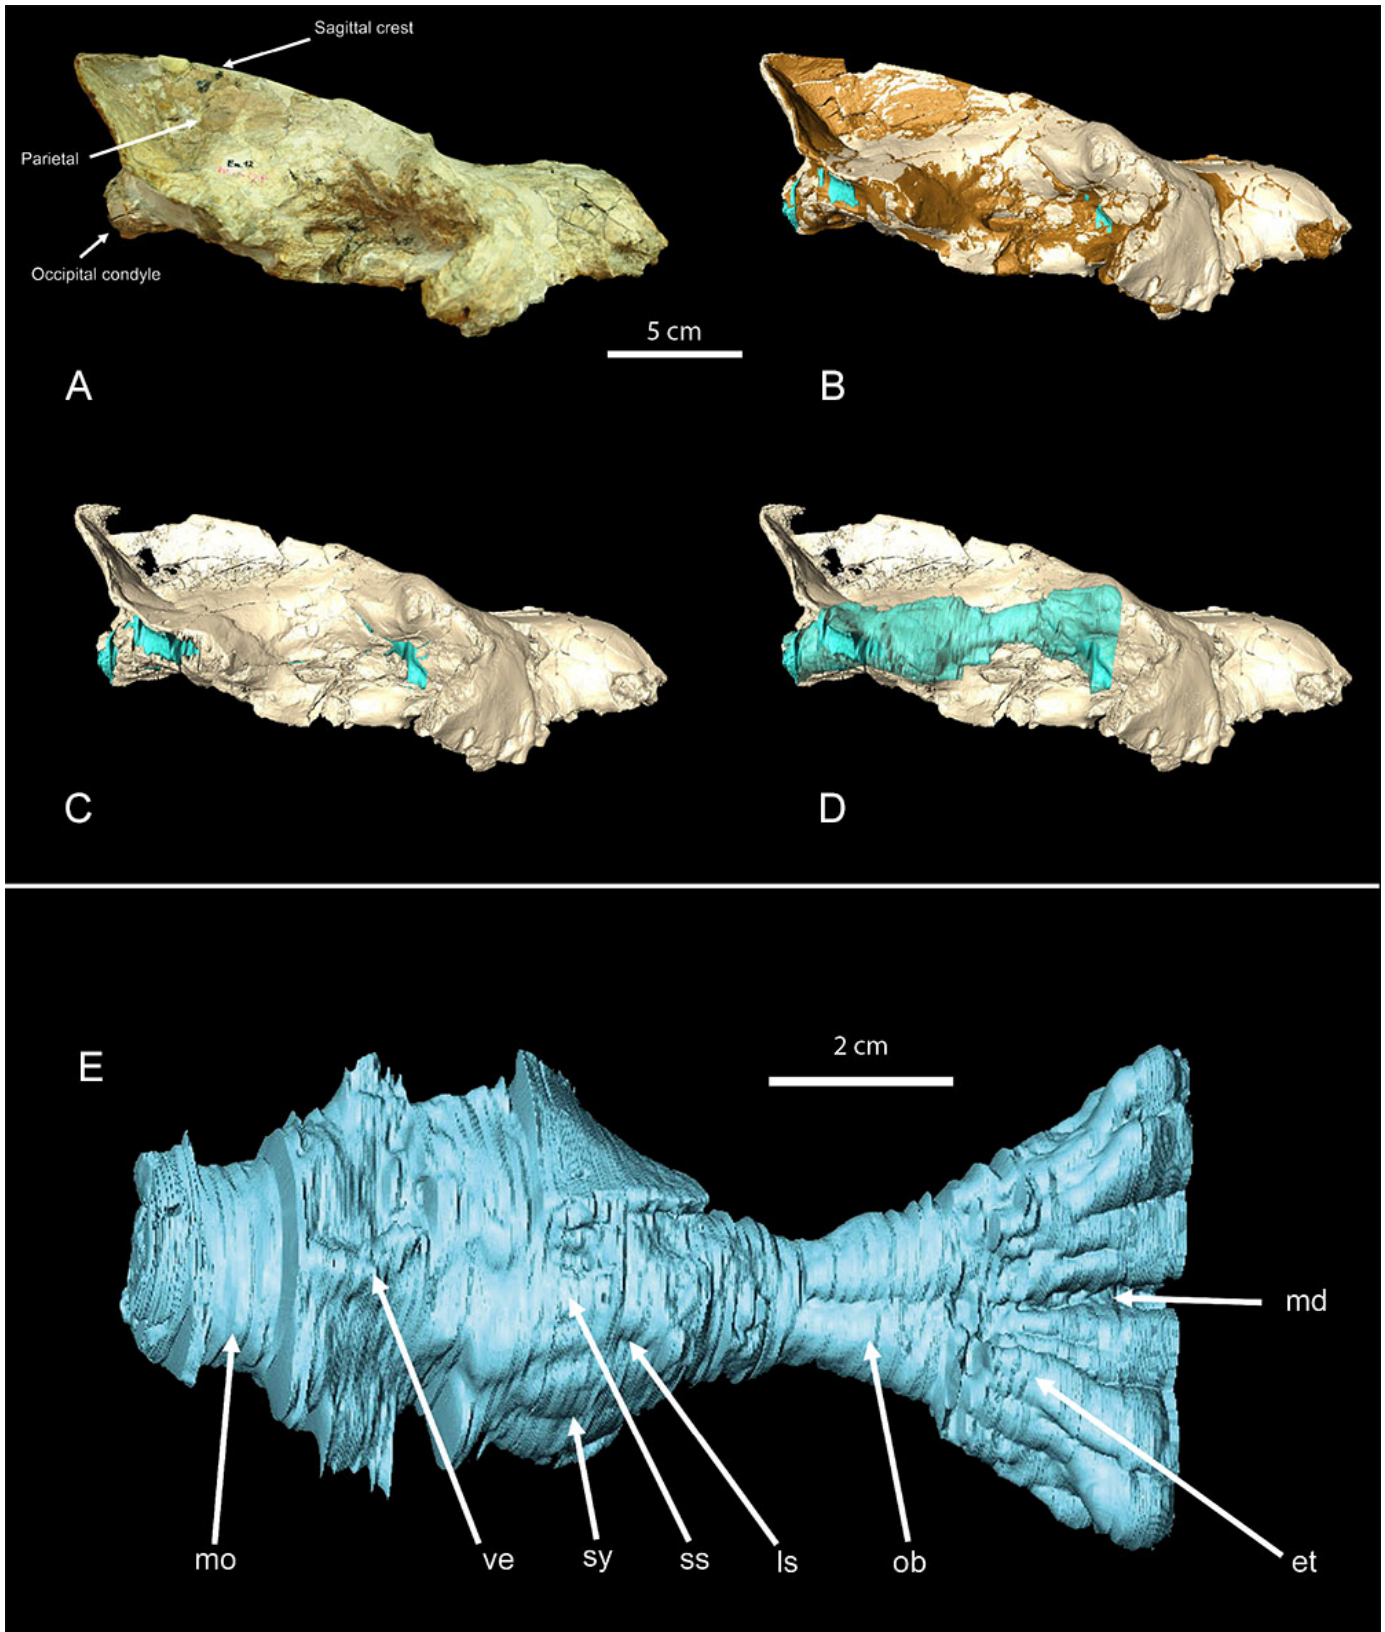 Sagittal crest
Parietal
Occipital condyle
5 cm
A
B
C
D
E
2 cm
md
mo
ve
sy
ss
ls
ob
et